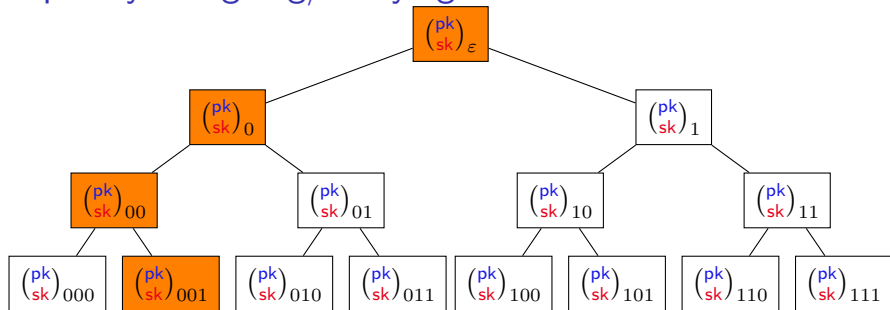 (pk sk)ε
(pk sk)0 (pk sk)1
(pk sk)00 (pk sk)01 (pk sk)10 (pk sk)11
(pk sk)000 (pk sk)001 (pk sk)010 (pk sk)011 (pk sk)100 (pk sk)101 (pk sk)110 (pk sk)111